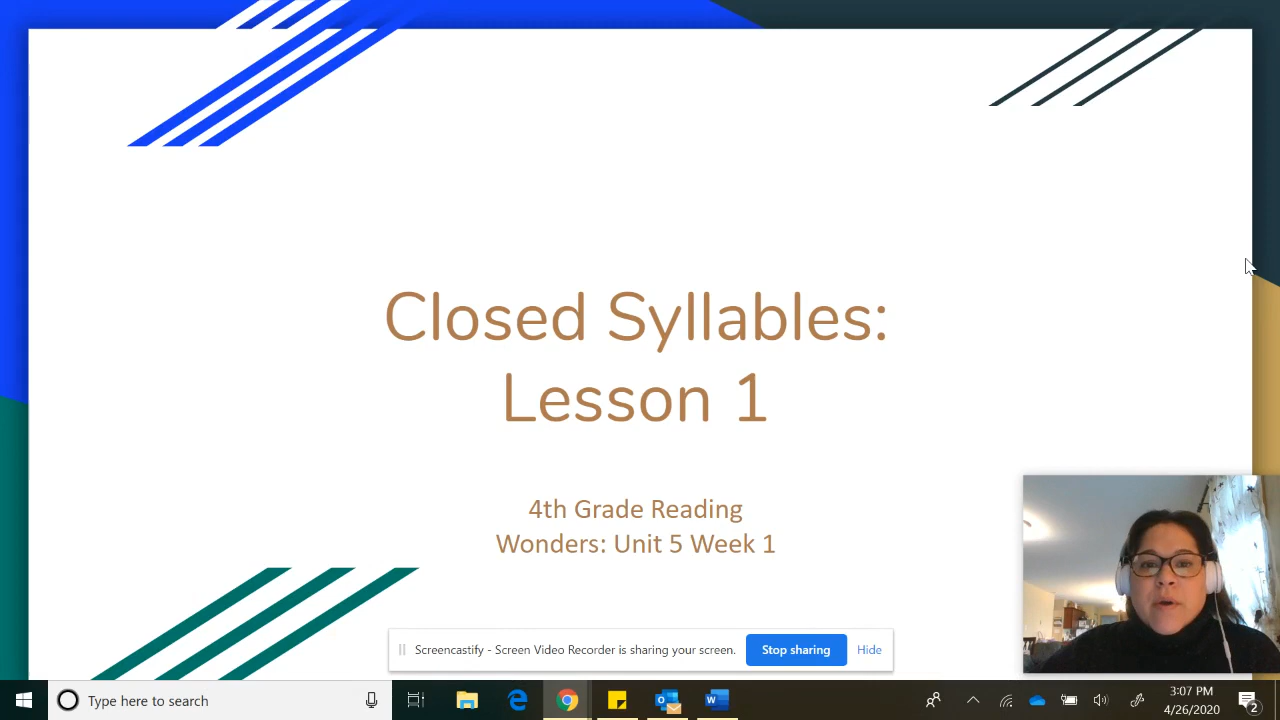 Closed Syllables:
Lesson 1
4th Grade Reading
Wonders: Unit 5 Week 1
Screencastify - Screen Video Recorder is sharing your screen.
Stop sharing
Hide
Type here to search
3:07 PM
4/26/2020
2